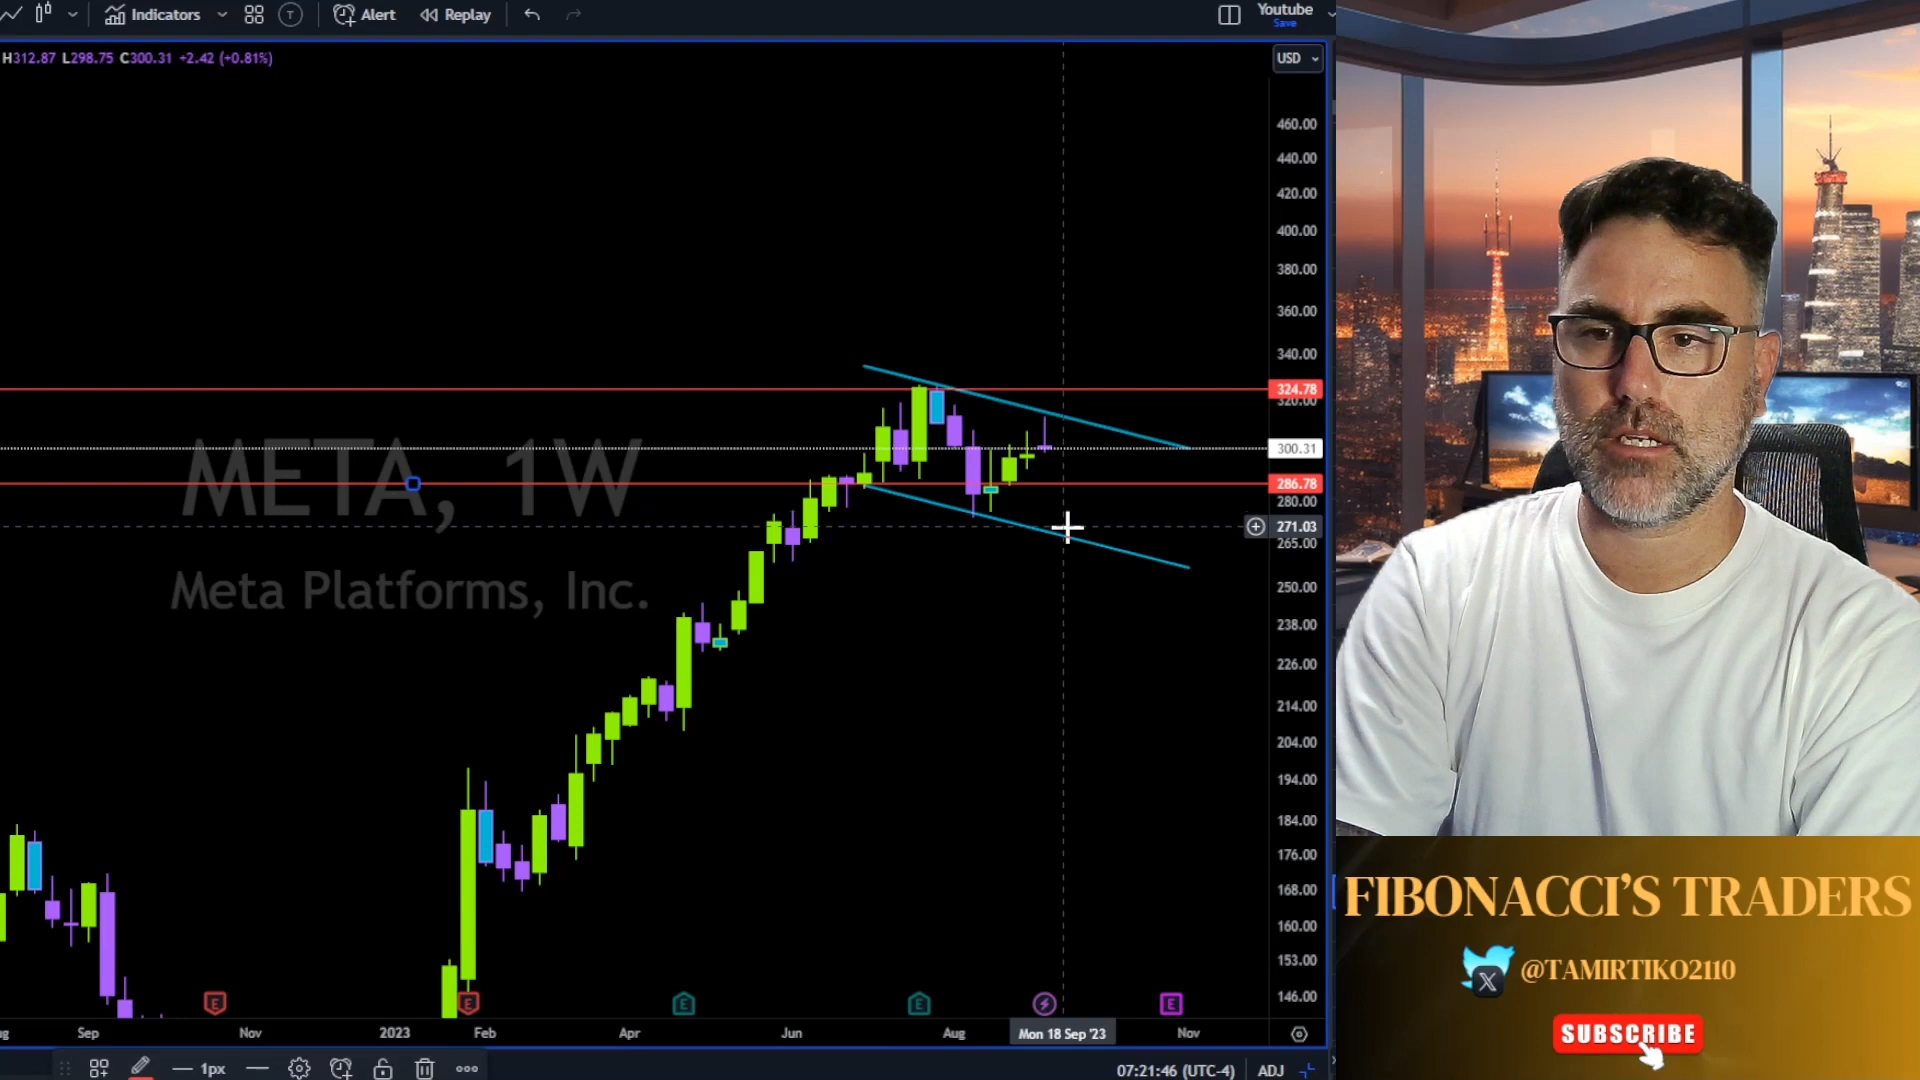 Indicators
T
Alert
Replay
Youtube
Save
H312.87 L298.75 C300.31 +2.42 (+0.81%)
USD
460.00
440.00
420.00
400.00
380.00
360.00
340.00
324.78
320.00
300.31
286.78
280.00
271.03
265.00
250.00
238.00
226.00
214.00
204.00
194.00
184.00
176.00
168.00
160.00
153.00
146.00
META, 1W
Meta Platforms, Inc.
E
E
E
E
E
Sep
Nov
2023
Feb
Apr
Jun
Aug
Mon 18 Sep '23
Nov
1px
07:21:46 (UTC-4)
ADJ
FIBONACCI'S TRADERS
X
@TAMIRTIKO2110
SUBSCRIBE